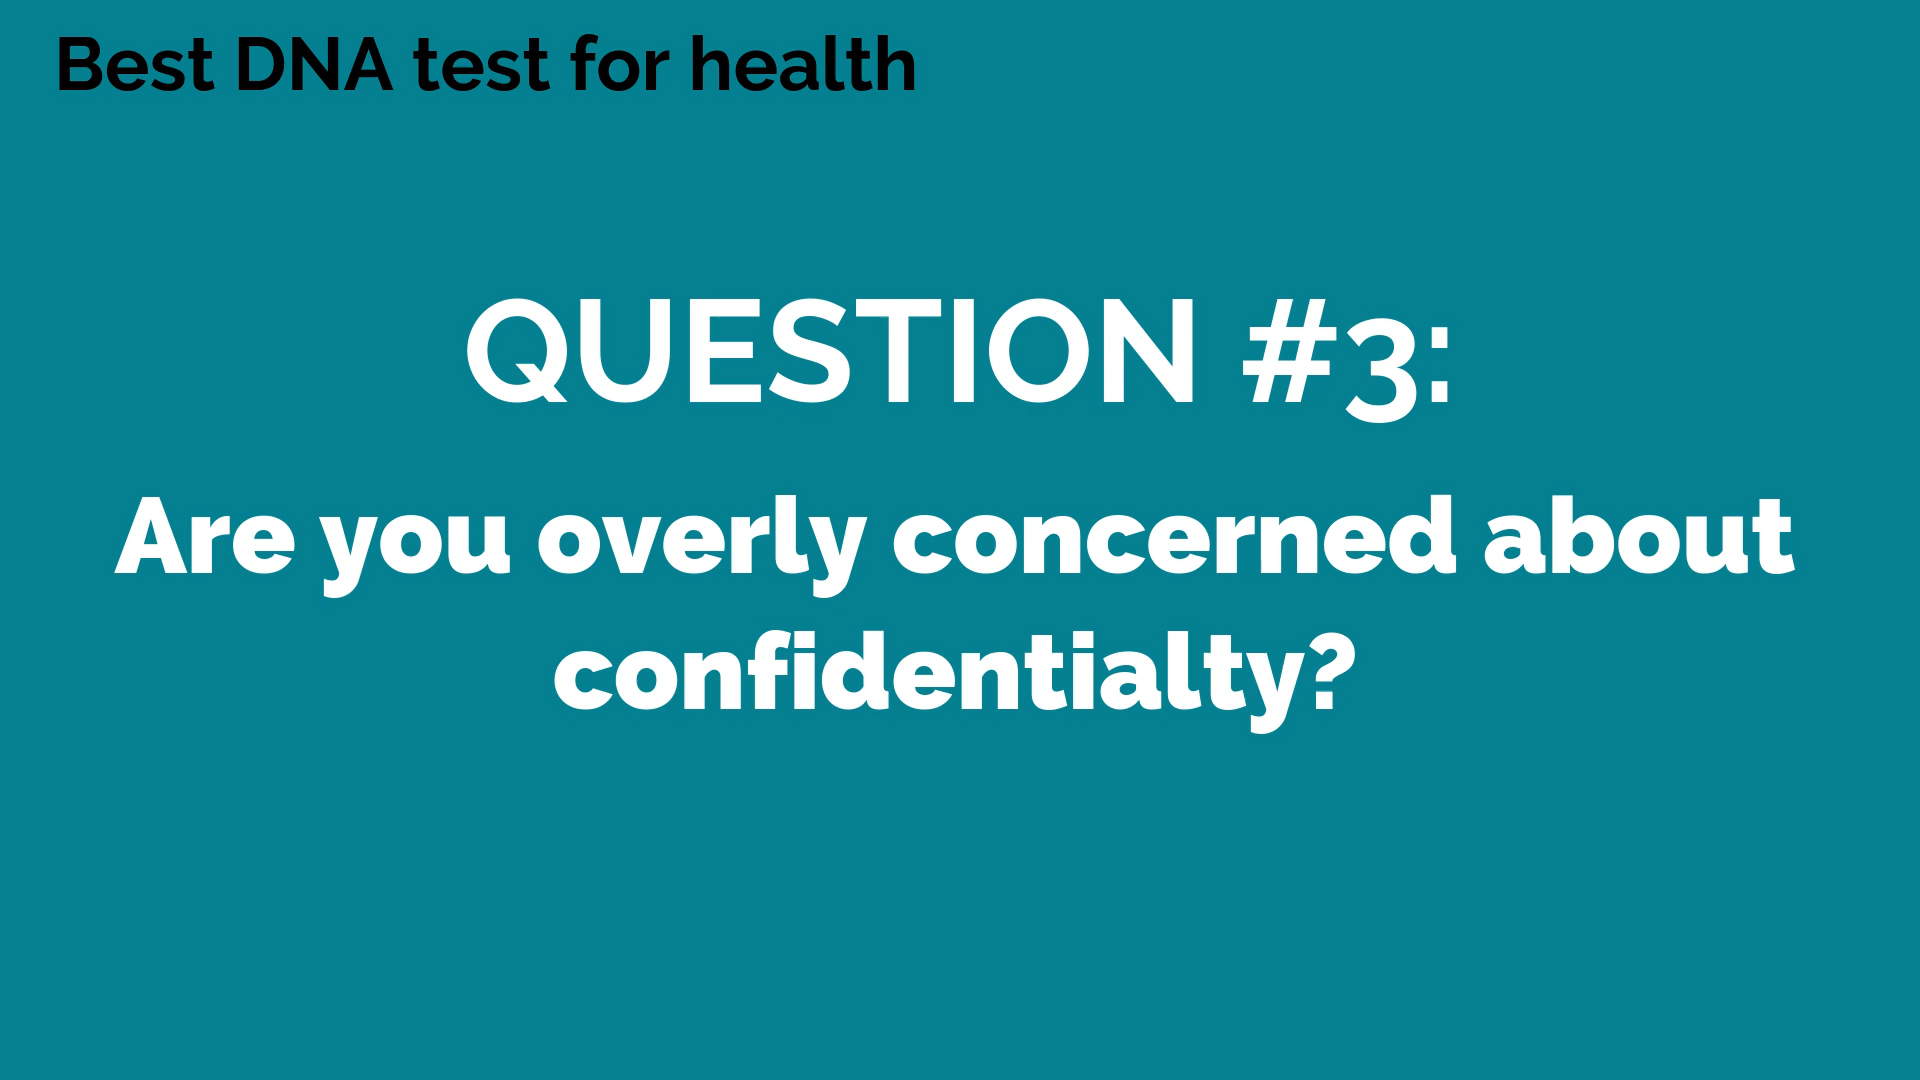 Best DNA test for health
QUESTION #3:
Are you overly concerned about
confidentialty?